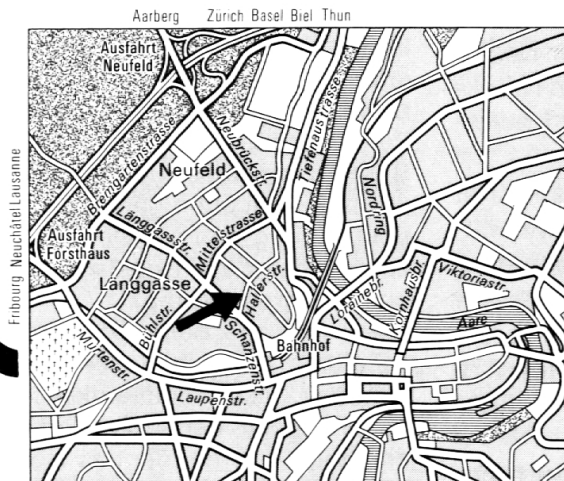 Aarberg Zürich Basel Biel Thun
Ausfahrt
Neufeld
Tiefenaustrasse
Neubrückstr.
Bremgartenstrasse
Neufeld
Nordring
Fribourg Neuchâtel Lausanne
Länggassstr.
Mittelstrasse
Ausfahrt
Forsthaus
Länggasse
Hallerstr.
Viktoriastr.
Lorainebr.
Kornhausbr.
Aare
Bühlstr.
Schanzenstr.
Bahnhof
Murtenstr.
Laupenstr.